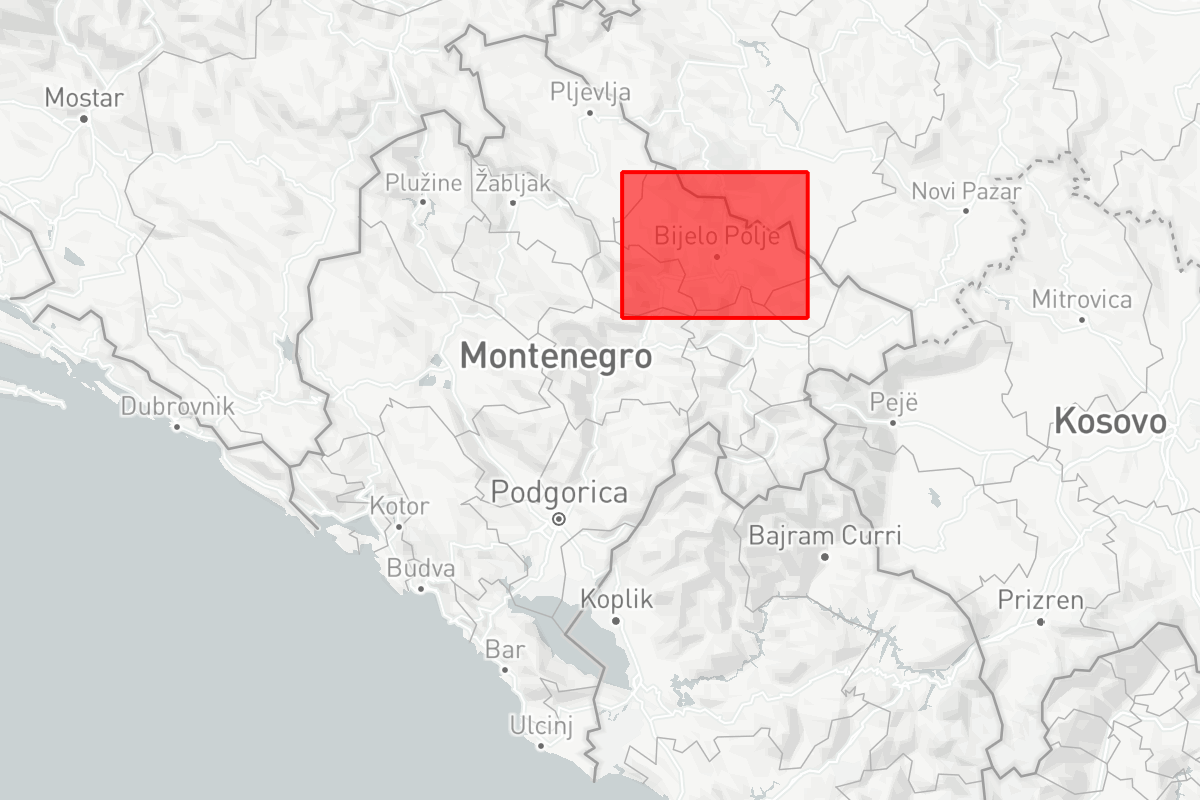 Pljevlja
Mostar
Plužine
Žabljak
Novi Pazar
Bijelo Polje
Mitrovica
Montenegro
Pejë
Dubrovnik
Kosovo
Podgorica
Kotor
Bajram Curri
Budva
Koplik
Prizren
Bar
Ulcinj